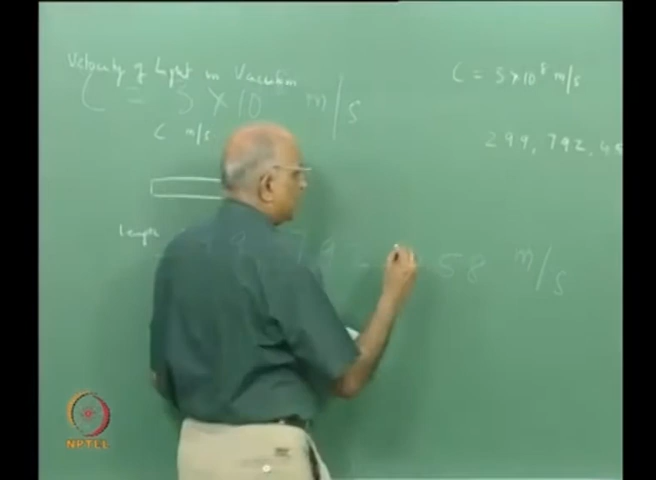 Velocity of Light in Vacuum
C = 3 × 10 m/s
C m/s
Length
58 m/s
C = 3 × 10⁸ m/s
299, 792, 45
NPTEL